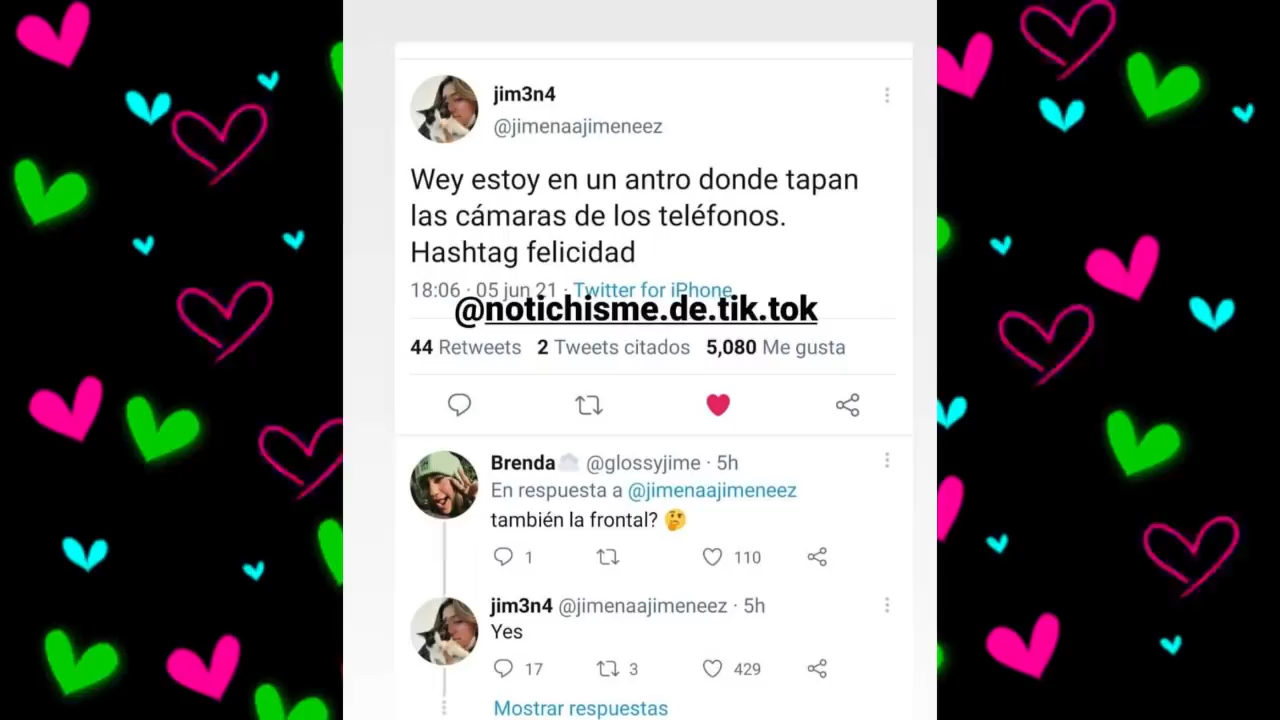 jim3n4
@jimenaajimeneez
Wey estoy en un antro donde tapan
las cámaras de los teléfonos.
Hashtag felicidad
18:06 · 05 jun 21 · Twitter for iPhone
@notichisme.de.tik.tok
44 Retweets 2 Tweets citados 5,080 Me gusta
Brenda @glossyjime · 5h
En respuesta a @jimenaajimeneez
también la frontal? 🤔
1 110
jim3n4 @jimenaajimeneez · 5h
Yes
17 3 429
Mostrar respuestas